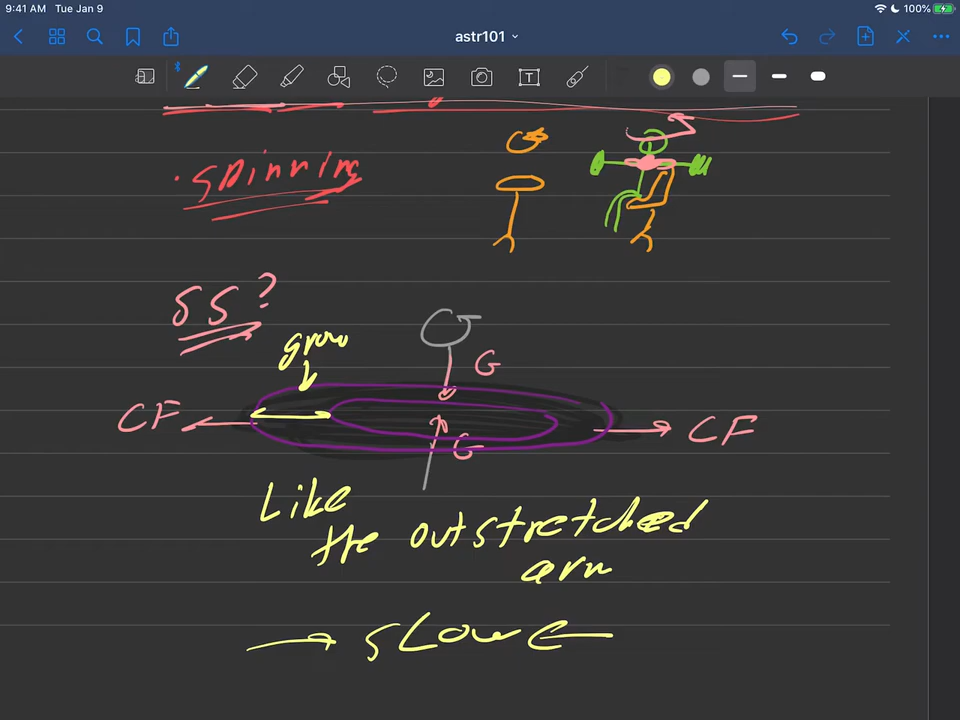 9:41 AM Tue Jan 9
100%
astr101
T
• spinning
SS?
grow
G
CF
CF
G
Like
the outstretched
arm
→ slower